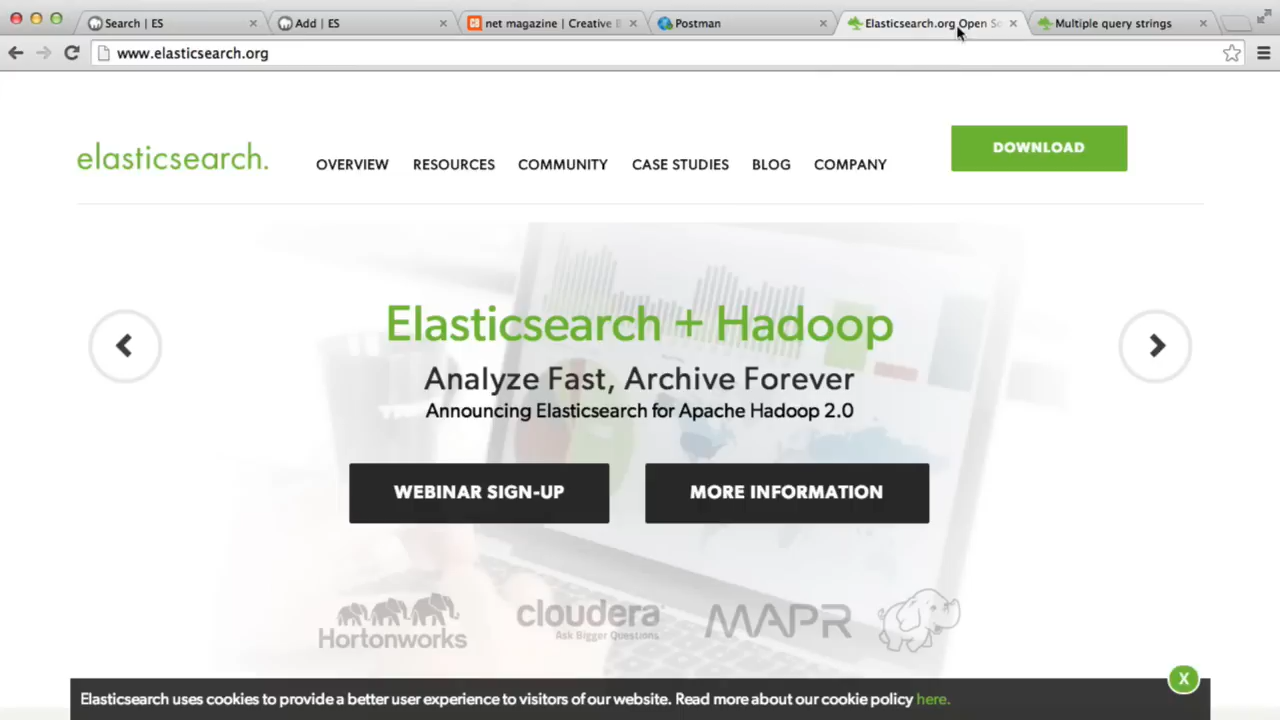 Search | ES
Add | ES
net magazine | Creative
Postman
Elasticsearch.org Open S
Multiple query strings
www.elasticsearch.org
elasticsearch.
OVERVIEW
RESOURCES
COMMUNITY
CASE STUDIES
BLOG
COMPANY
DOWNLOAD
Elasticsearch + Hadoop
Analyze Fast, Archive Forever
Announcing Elasticsearch for Apache Hadoop 2.0
WEBINAR SIGN-UP
MORE INFORMATION
Hortonworks
cloudera
Ask Bigger Questions
MAPR
X
Elasticsearch uses cookies to provide a better user experience to visitors of our website. Read more about our cookie policy here.